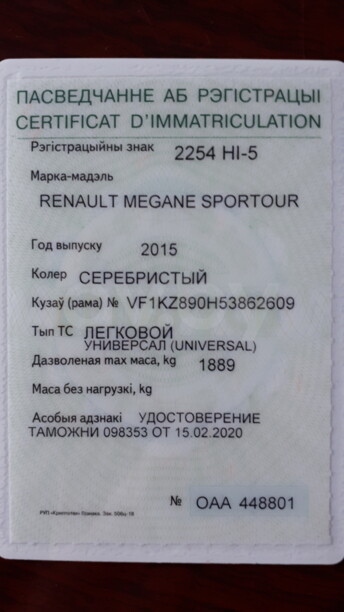 ПАСВЕДЧАННЕ АБ РЭГІСТРАЦЫІ
CERTIFICAT D'IMMATRICULATION
Рэгістрацыйны знак 2254 HI-5
Марка-мадэль
RENAULT MEGANE SPORTOUR
Год выпуску 2015
Колер СЕРЕБРИСТЫЙ
Кузаў (рама) № VF1KZ890H53862609
Тып ТС ЛЕГКОВОЙ
УНИВЕРСАЛ (UNIVERSAL)
Дазволеная max маса, kg 1889
Маса без нагрузкі, kg
Асобыя адзнакі УДОСТОВЕРЕНИЕ
ТАМОЖНИ 098353 ОТ 15.02.2020
№ ОАА 448801